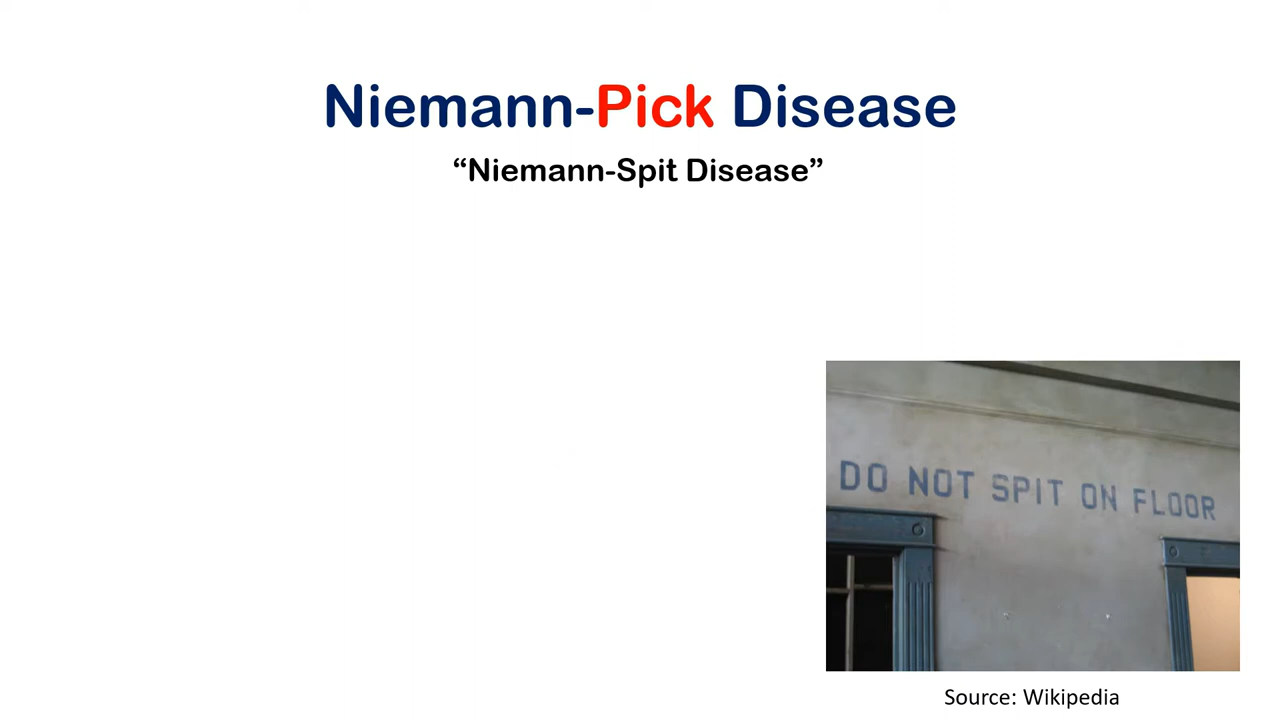 Niemann-Pick Disease
“Niemann-Spit Disease”
DO NOT SPIT ON FLOOR
Source: Wikipedia